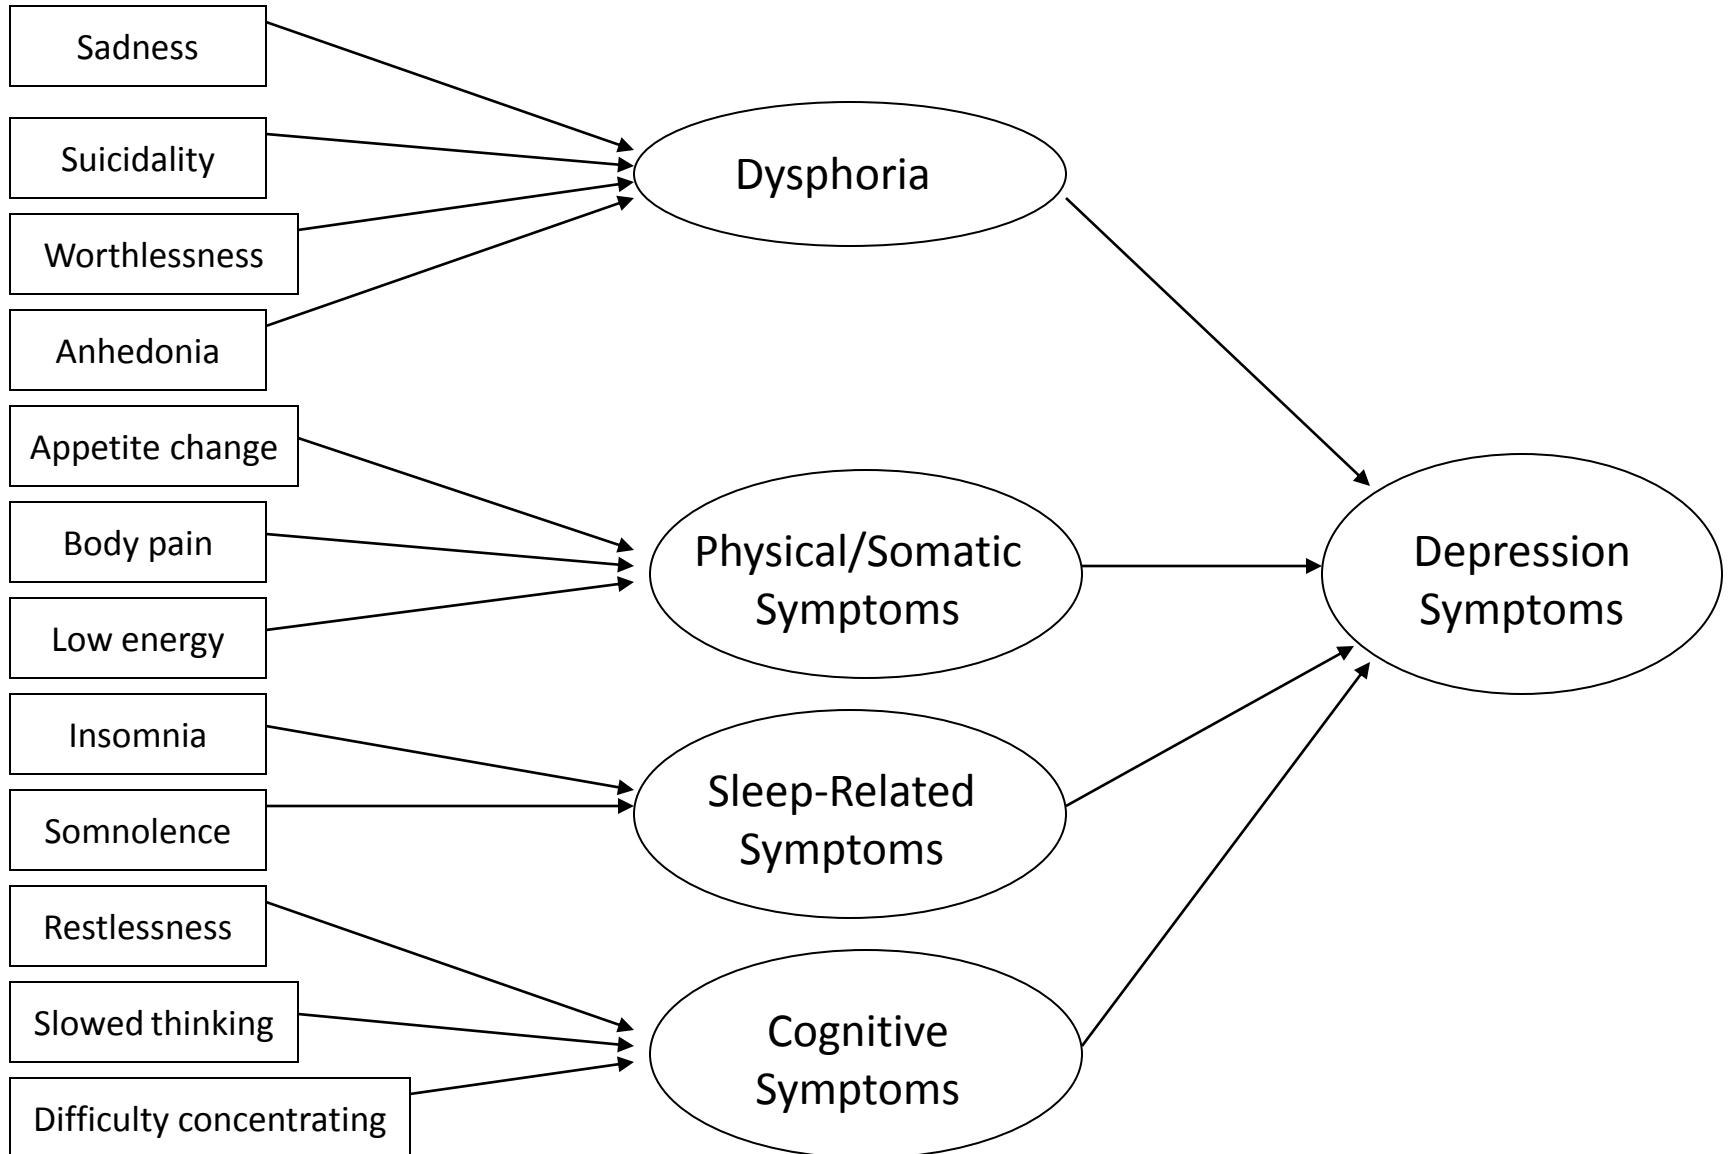 Sadness
Suicidality
Worthlessness
Anhedonia
Appetite change
Body pain
Low energy
Insomnia
Somnolence
Restlessness
Slowed thinking
Difficulty concentrating
Dysphoria
Physical/Somatic
Symptoms
Sleep-Related
Symptoms
Cognitive
Symptoms
Depression
Symptoms